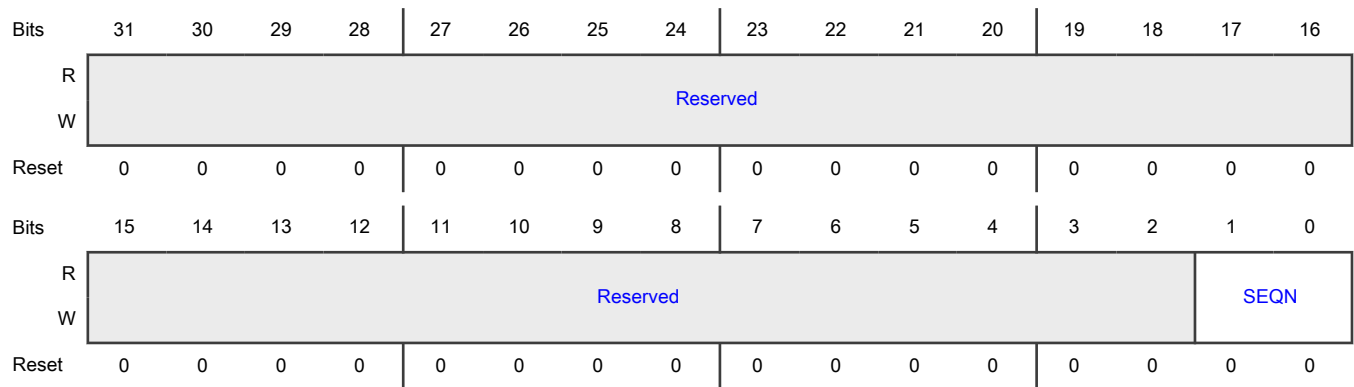 Bits 31 30 29 28 27 26 25 24 23 22 21 20 19 18 17 16
R
Reserved
W
Reset 0 0 0 0 0 0 0 0 0 0 0 0 0 0 0 0
Bits 15 14 13 12 11 10 9 8 7 6 5 4 3 2 1 0
R
Reserved SEQN
W
Reset 0 0 0 0 0 0 0 0 0 0 0 0 0 0 0 0